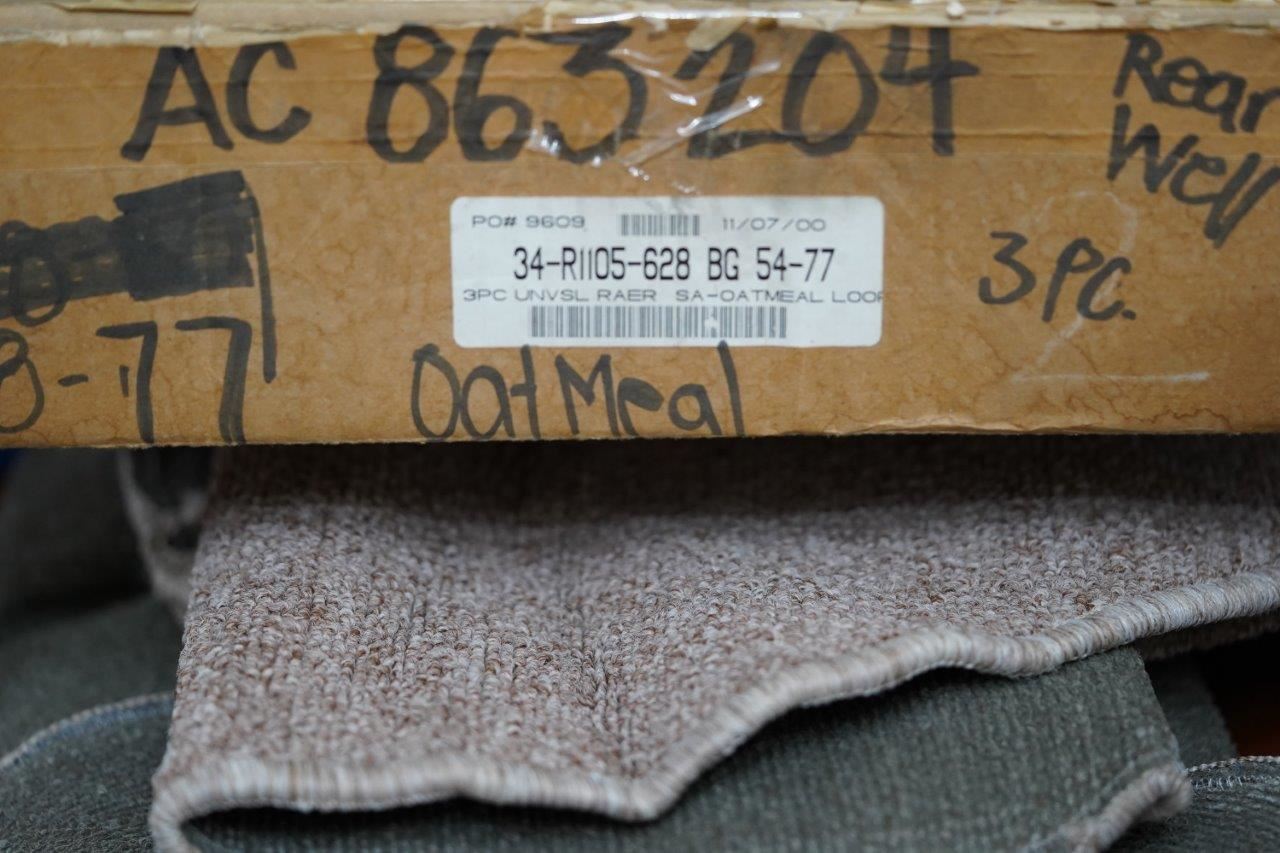 AC 863204
Rear
Well
PO# 9609 11/07/00
34-R1105-628 BG 54-77
3PC UNVSL RAER SA-OATMEAL LOOP
3PC.
8-77
OatMeal